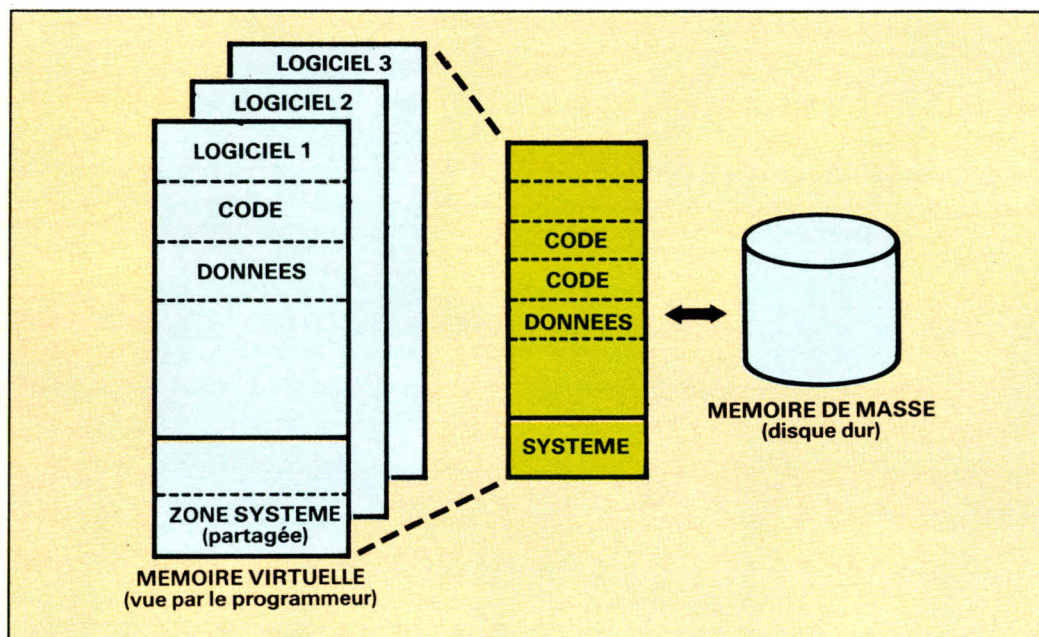 LOGICIEL 3
LOGICIEL 2
LOGICIEL 1
CODE
DONNEES
ZONE SYSTEME
(partagée)
MEMOIRE VIRTUELLE
(vue par le programmeur)
CODE
CODE
DONNEES
SYSTÈME
MEMOIRE DE MASSE
(disque dur)